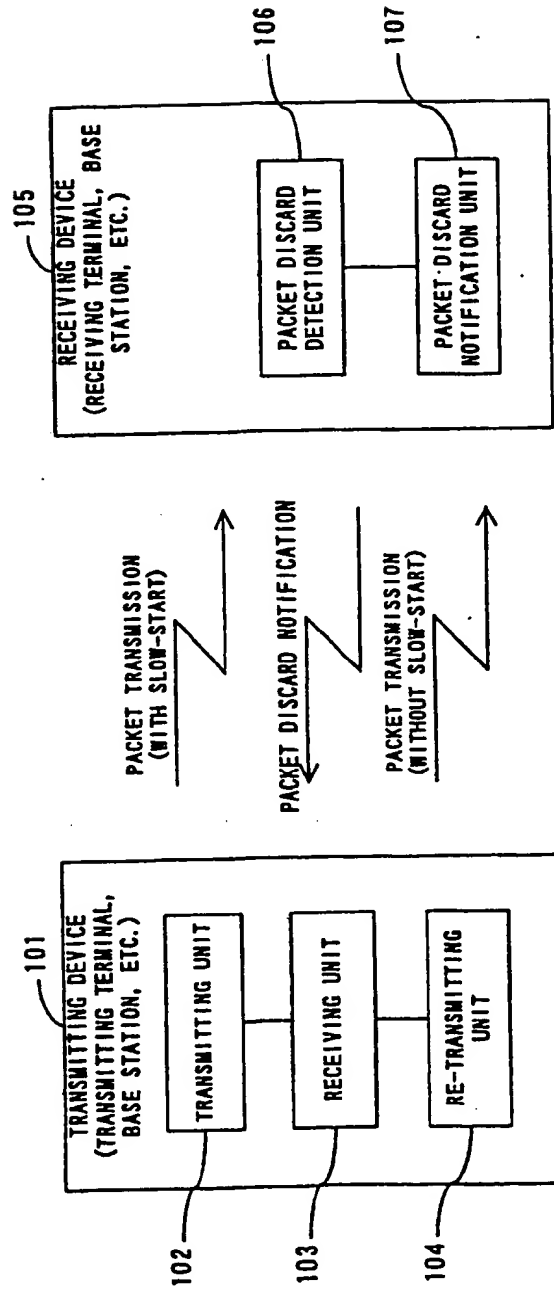 101
TRANSMITTING DEVICE
(TRANSMITTING TERMINAL,
BASE STATION, ETC.)
102
TRANSMITTING UNIT
103
RECEIVING UNIT
104
RE-TRANSMITTING
UNIT
PACKET TRANSMISSION
(WITH SLOW-START)
PACKET DISCARD NOTIFICATION
PACKET TRANSMISSION
(WITHOUT SLOW-START)
105
RECEIVING DEVICE
(RECEIVING TERMINAL, BASE
STATION, ETC.)
106
PACKET DISCARD
DETECTION UNIT
107
PACKET DISCARD
NOTIFICATION UNIT